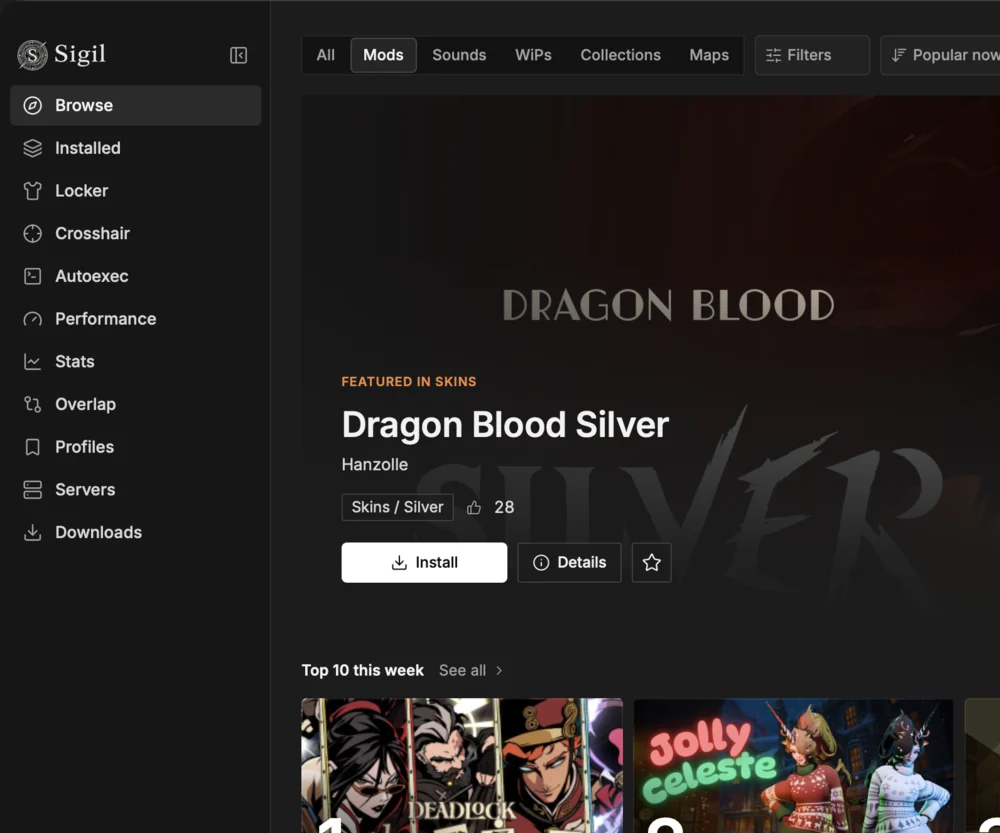 Sigil
Browse
Installed
Locker
Crosshair
Autoexec
Performance
Stats
Overlap
Profiles
Servers
Downloads
All Mods Sounds WiPs Collections Maps Filters Popular now
DRAGON BLOOD
SILVER
FEATURED IN SKINS
Dragon Blood Silver
Hanzolle
Skins / Silver 28
Install Details
Top 10 this week See all
DEADLOCK
1
Jolly
celeste